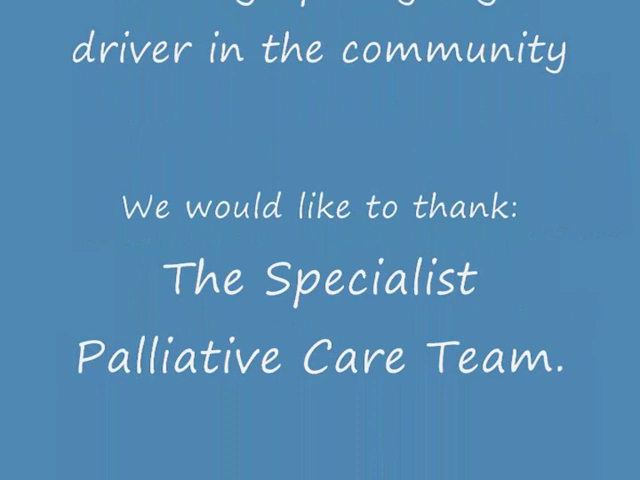 driver in the community
We would like to thank:
The Specialist
Palliative Care Team.